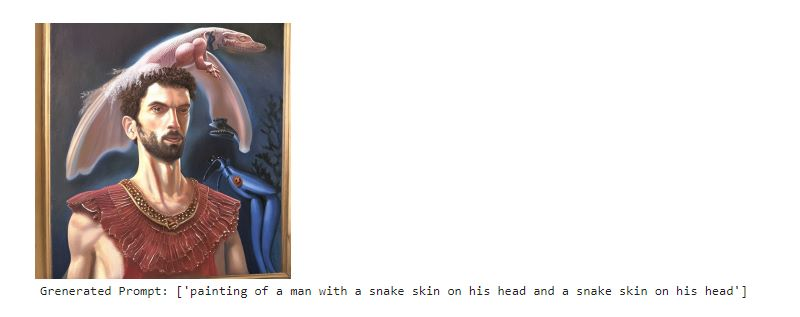 Grenerated Prompt: ['painting of a man with a snake skin on his head and a snake skin on his head']